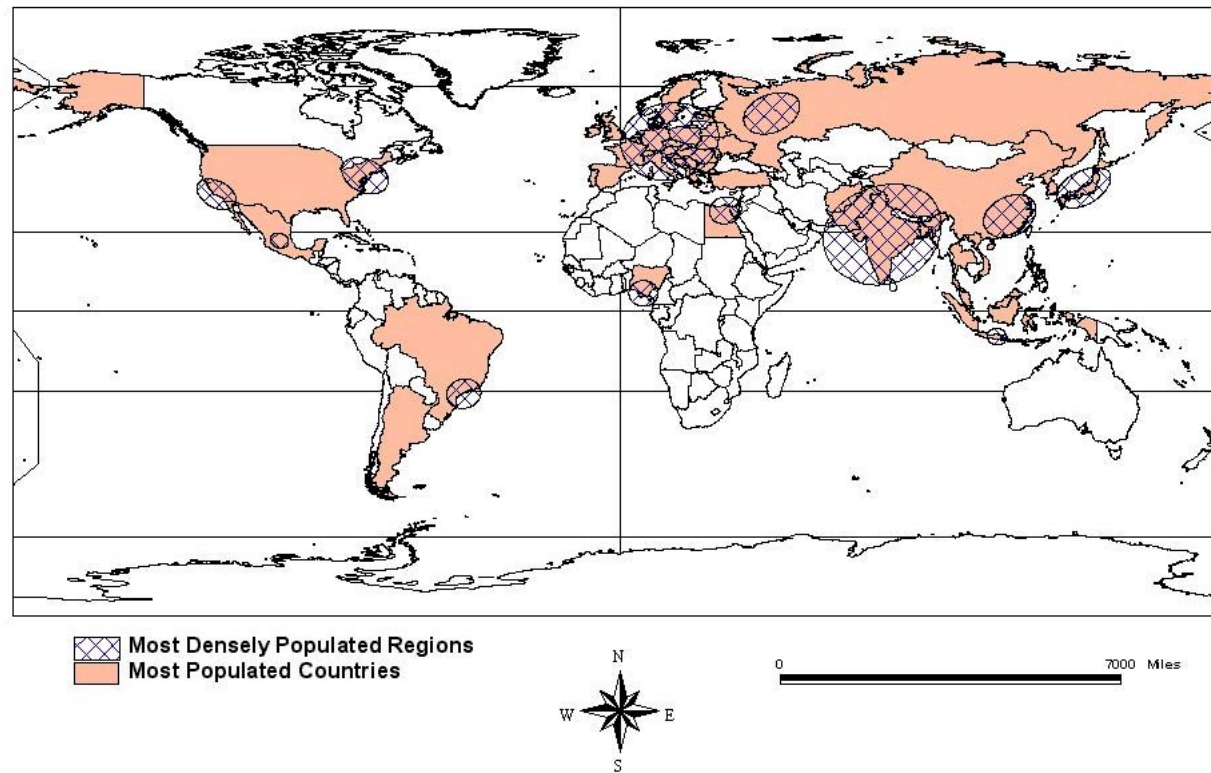 Most Densely Populated Regions
Most Populated Countries
N
W E
S
0 7000 Miles